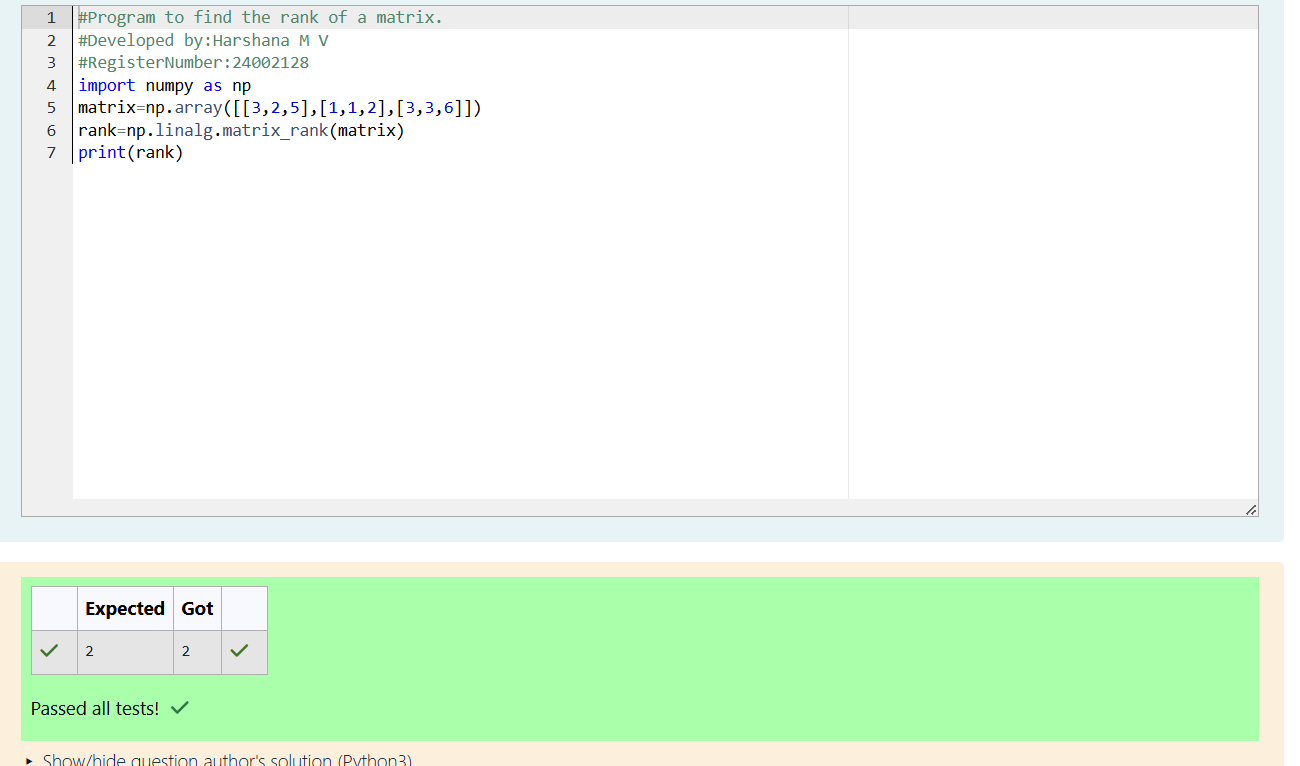 1 #Program to find the rank of a matrix.
2 #Developed by:Harshana M V
3 #RegisterNumber:24002128
4 import numpy as np
5 matrix=np.array([[3,2,5],[1,1,2],[3,3,6]])
6 rank=np.linalg.matrix_rank(matrix)
7 print(rank)
Expected Got
2 2
Passed all tests!
Show/hide question author's solution (Python3)